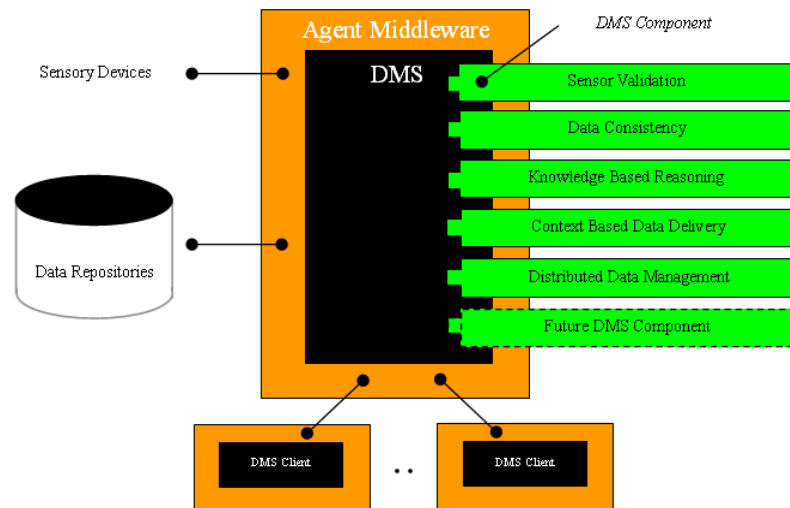 Agent Middleware
DMS Component
DMS
Sensory Devices
Sensor Validation
Data Consistency
Knowledge Based Reasoning
Context Based Data Delivery
Data Repositories
Distributed Data Management
Future DMS Component
DMS Client
..
DMS Client